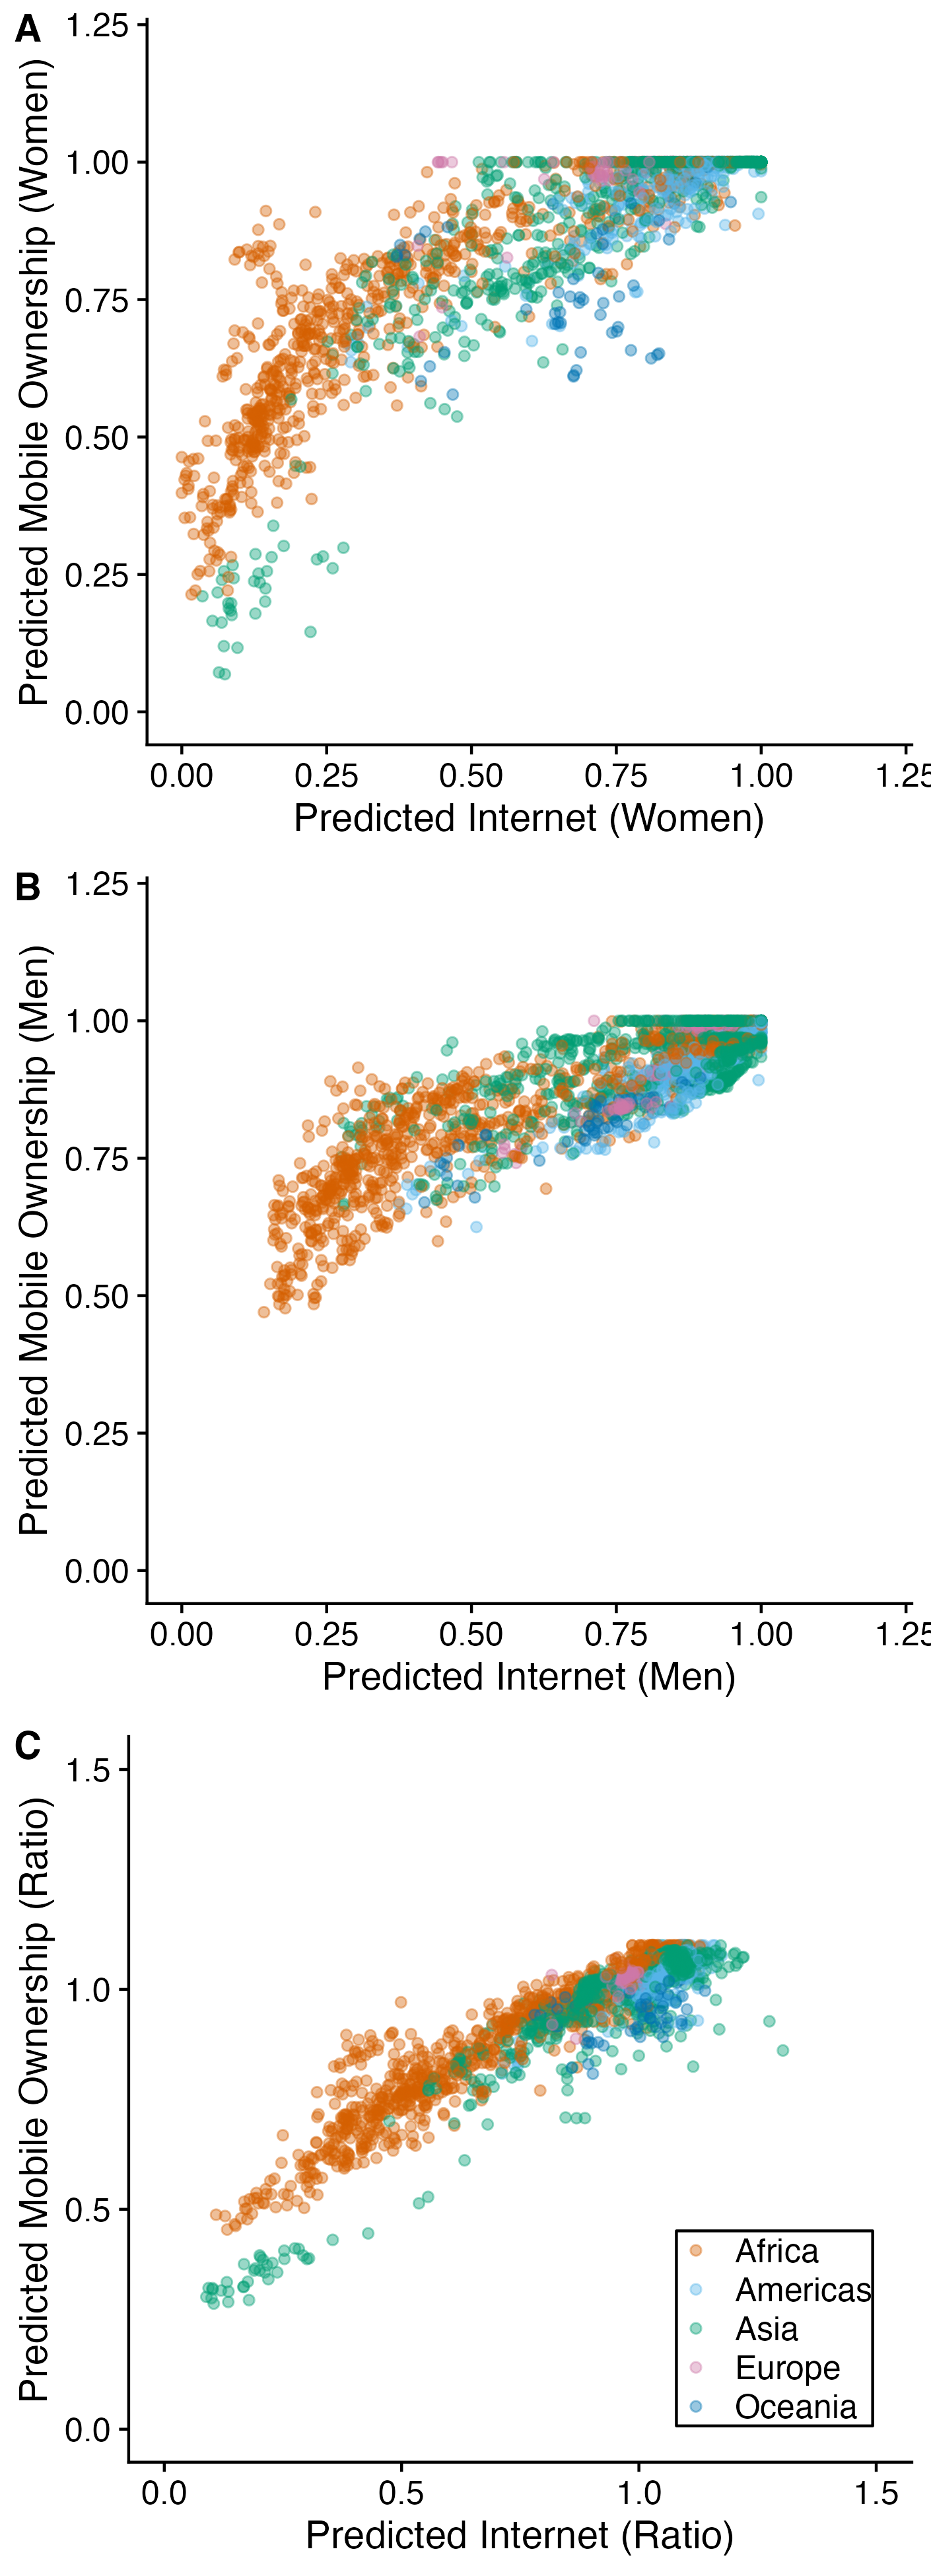 A
Predicted Mobile Ownership (Women)
1.25
1.00
0.75
0.50
0.25
0.00
0.00 0.25 0.50 0.75 1.00 1.25
Predicted Internet (Women)
B
Predicted Mobile Ownership (Men)
1.25
1.00
0.75
0.50
0.25
0.00
0.00 0.25 0.50 0.75 1.00 1.25
Predicted Internet (Men)
C
Predicted Mobile Ownership (Ratio)
1.5
1.0
0.5
0.0
Africa
Americas
Asia
Europe
Oceania
0.0 0.5 1.0 1.5
Predicted Internet (Ratio)